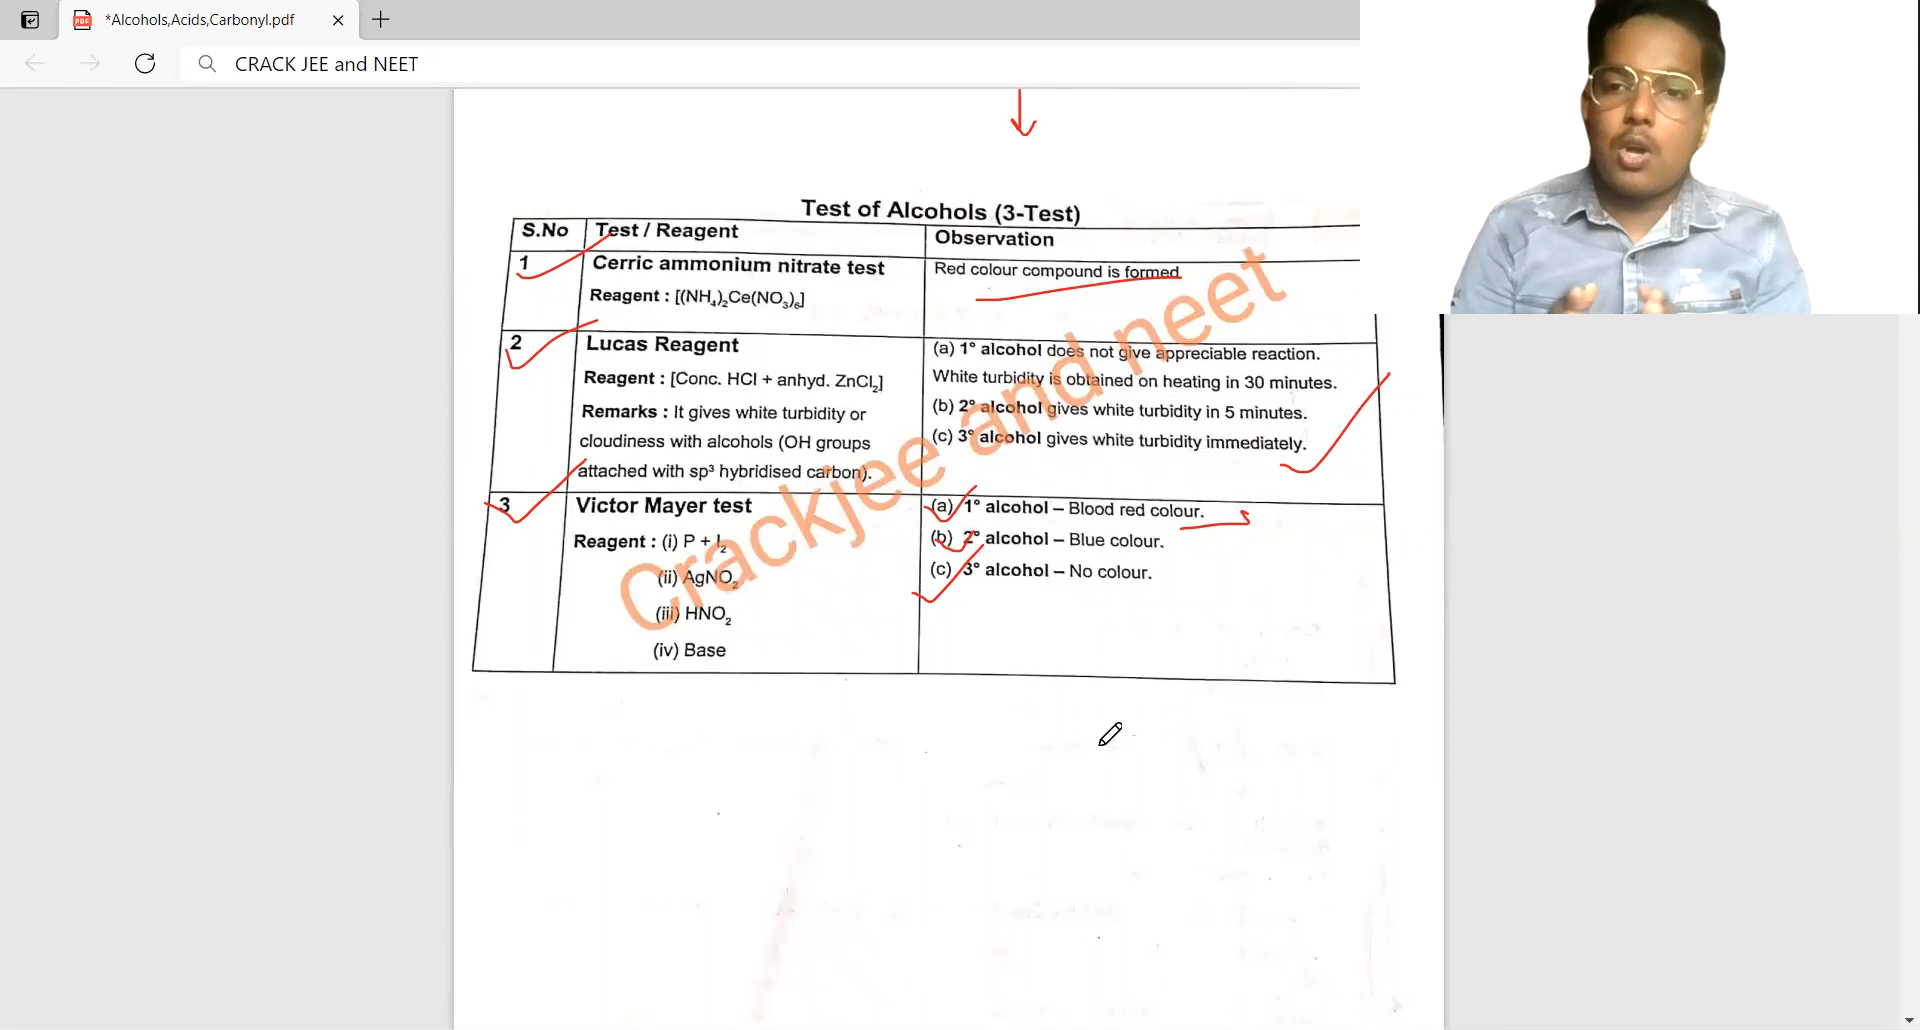 *Alcohols,Acids,Carbonyl.pdf
CRACK JEE and NEET
Test of Alcohols (3-Test)
S.No Test / Reagent Observation
1 Cerric ammonium nitrate test Red colour compound is formed
Reagent : [(NH₄)₂Ce(NO₃)₆]
2 Lucas Reagent
Reagent : [Conc. HCl + anhyd. ZnCl₂]
Remarks : It gives white turbidity or
cloudiness with alcohols (OH groups
attached with sp³ hybridised carbon).
(a) 1° alcohol does not give appreciable reaction.
White turbidity is obtained on heating in 30 minutes.
(b) 2° alcohol gives white turbidity in 5 minutes.
(c) 3° alcohol gives white turbidity immediately.
3 Victor Mayer test
Reagent : (i) P + I₂
(ii) AgNO₂
(iii) HNO₂
(iv) Base
(a) 1° alcohol – Blood red colour.
(b) 2° alcohol – Blue colour.
(c) 3° alcohol – No colour.
Crackjee and neet